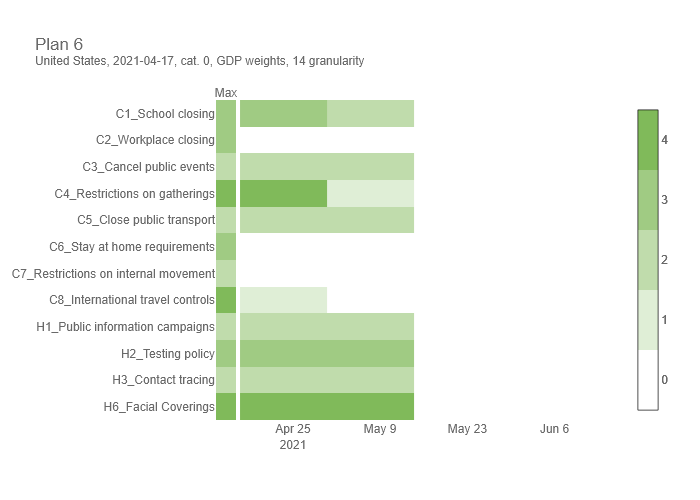 Plan 6
United States, 2021-04-17, cat. 0, GDP weights, 14 granularity
Max
C1_School closing
C2_Workplace closing
C3_Cancel public events
C4_Restrictions on gatherings
C5_Close public transport
C6_Stay at home requirements
C7_Restrictions on internal movement
C8_International travel controls
H1_Public information campaigns
H2_Testing policy
H3_Contact tracing
H6_Facial Coverings
Apr 25 May 9 May 23 Jun 6
2021
4
3
2
1
0